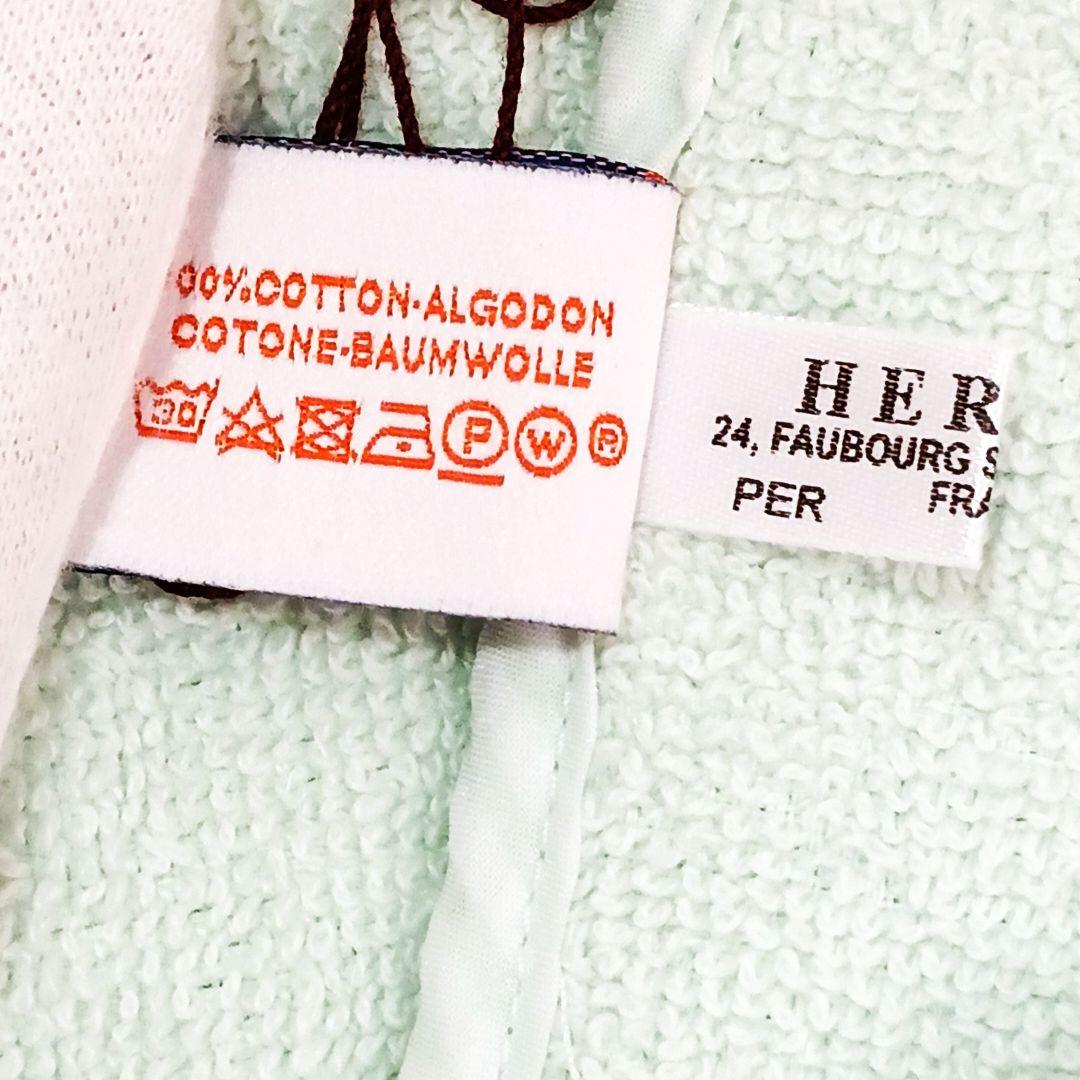 00%COTTON-ALGODON
COTONE-BAUMWOLLE
30 P W ®
HER
24, FAUBOURG S
PER FRA